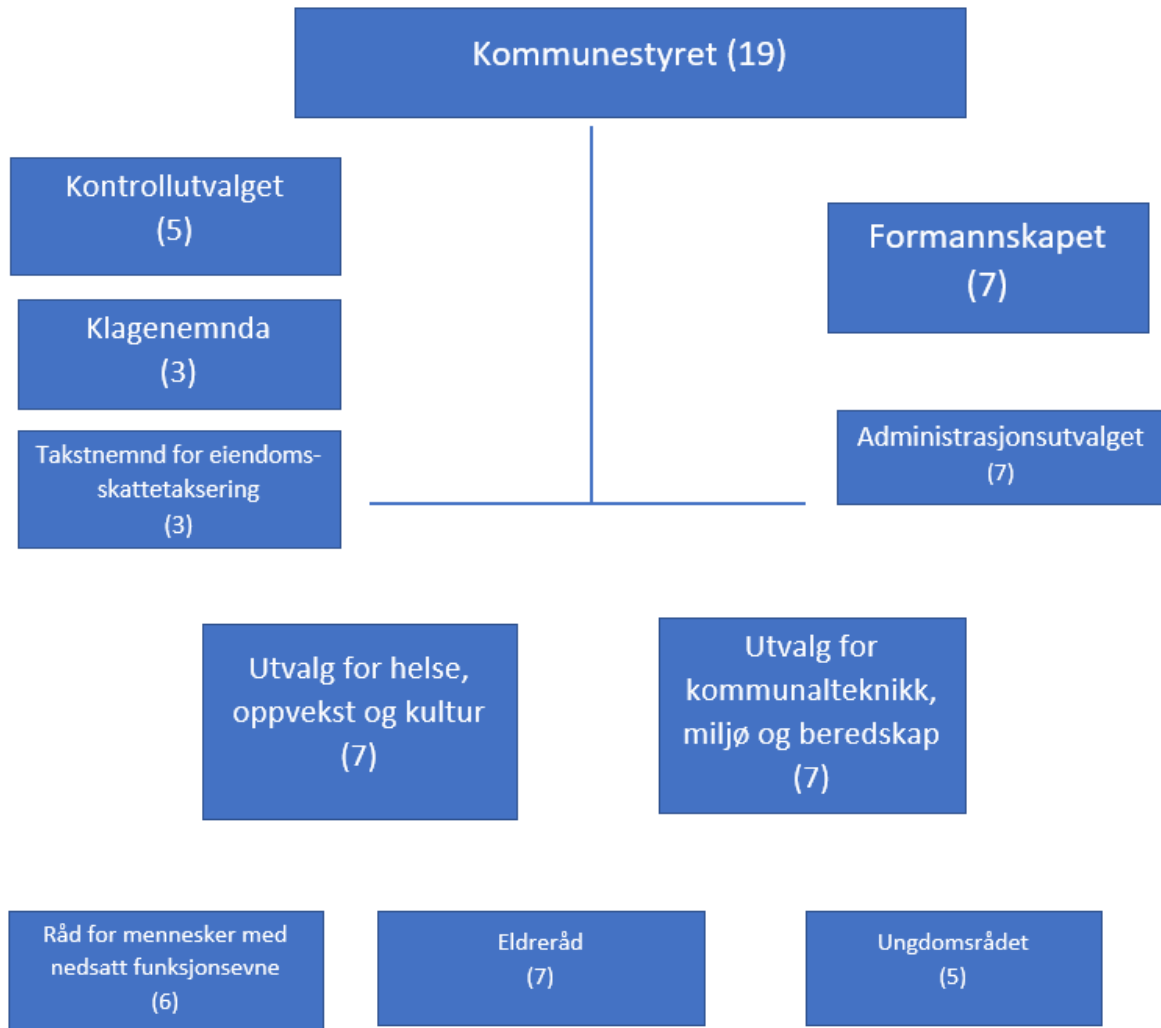 Kommunestyret (19)
Kontrollutvalget
(5)
Formannskapet
(7)
Klagenemnda
(3)
Administrasjonsutvalget
(7)
Takstnemnd for eiendoms-
skattetaksering
(3)
Utvalg for helse,
oppvekst og kultur
(7)
Utvalg for
kommunalteknikk,
miljø og beredskap
(7)
Råd for mennesker med
nedsatt funksjonsevne
(6)
Eldreråd
(7)
Ungdomsrådet
(5)